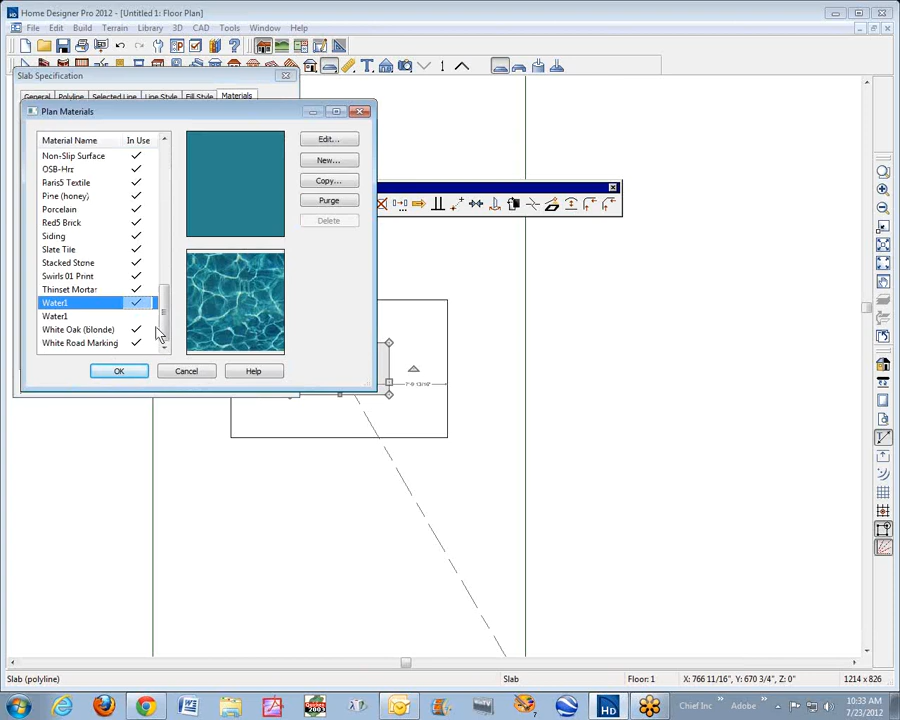 Home Designer Pro 2012 - [Untitled 1: Floor Plan]
File Edit Build Terrain Library 3D CAD Tools Window Help
Slab Specification
General Polyline Selected Line Line Style Fill Style Materials
Plan Materials
Material Name In Use
Non-Slip Surface
OSB-Hrz
Raris5 Textile
Pine (honey)
Porcelain
Red5 Brick
Siding
Slate Tile
Stacked Stone
Swirls 01 Print
Thinset Mortar
Water1
Water1
White Oak (blonde)
White Road Marking
Edit...
New...
Copy...
Purge
Delete
OK Cancel Help
Slab (polyline) Slab Floor: 1 X: 766 11/16", Y: 670 3/4", Z: 0" 1214 x 826
Chief Inc Adobe 10:33 AM
7/23/2012